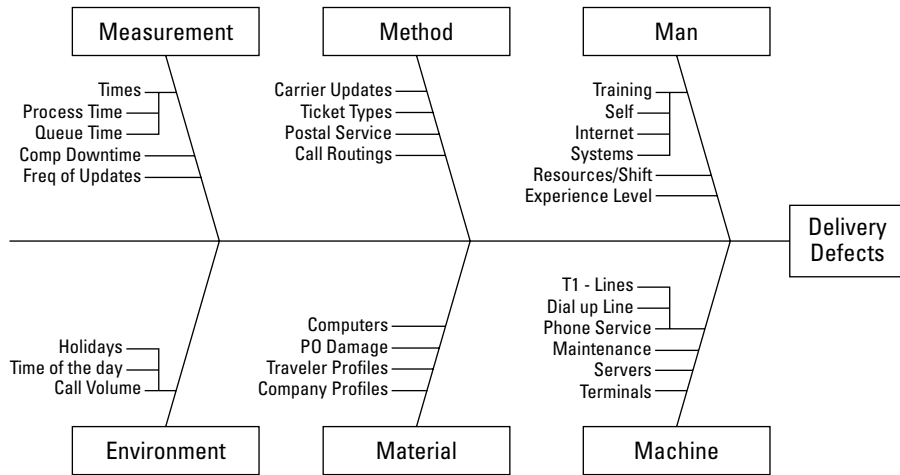 Measurement
Method
Man
Times
Process Time
Queue Time
Comp Downtime
Freq of Updates
Carrier Updates
Ticket Types
Postal Service
Call Routings
Training
Self
Internet
Systems
Resources/Shift
Experience Level
Delivery
Defects
Holidays
Time of the day
Call Volume
Computers
PO Damage
Traveler Profiles
Company Profiles
T1 - Lines
Dial up Line
Phone Service
Maintenance
Servers
Terminals
Environment
Material
Machine